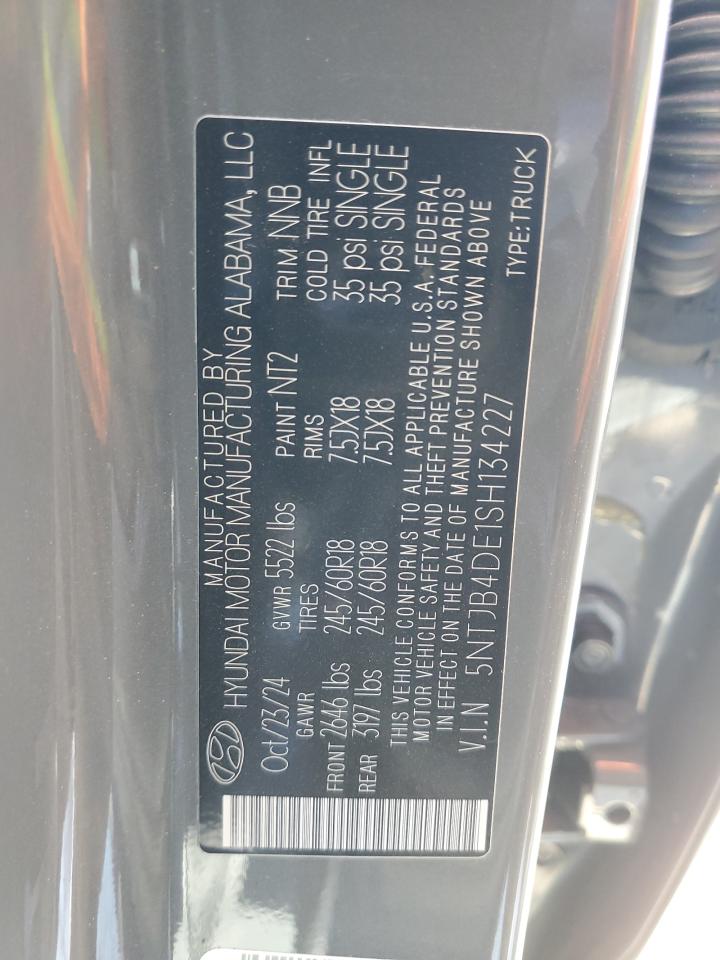 MANUFACTURED BY
HYUNDAI MOTOR MANUFACTURING ALABAMA, LLC
Oct/23/24 GVWR 5522 lbs PAINT NT2 TRIM NNB
GAWR TIRES RIMS COLD TIRE INFL
FRONT 2646 lbs 245/60R18 7.5JX18 35 psi SINGLE
REAR 3197 lbs 245/60R18 7.5JX18 35 psi SINGLE
THIS VEHICLE CONFORMS TO ALL APPLICABLE U.S.A. FEDERAL
MOTOR VEHICLE SAFETY AND THEFT PREVENTION STANDARDS
IN EFFECT ON THE DATE OF MANUFACTURE SHOWN ABOVE
V.I.N 5NTJB4DE1SH134227
TYPE:TRUCK